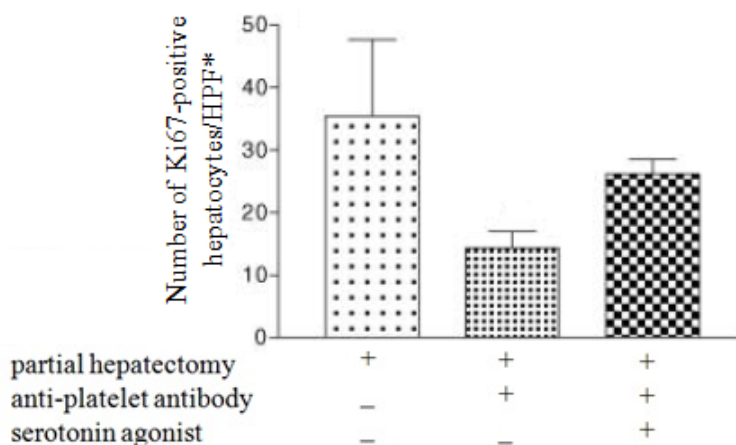 50
40
30
20
10
0
Number of Ki67-positive
hepatocytes/HPF*
partial hepatectomy + + +
anti-platelet antibody – + +
serotonin agonist – – +